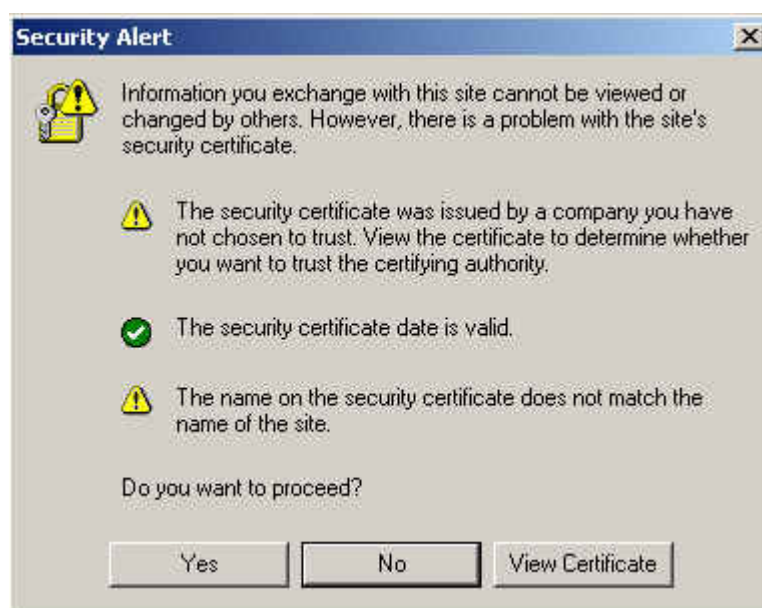 Security Alert
Information you exchange with this site cannot be viewed or
changed by others. However, there is a problem with the site's
security certificate.
The security certificate was issued by a company you have
not chosen to trust. View the certificate to determine whether
you want to trust the certifying authority.
The security certificate date is valid.
The name on the security certificate does not match the
name of the site.
Do you want to proceed?
Yes No View Certificate